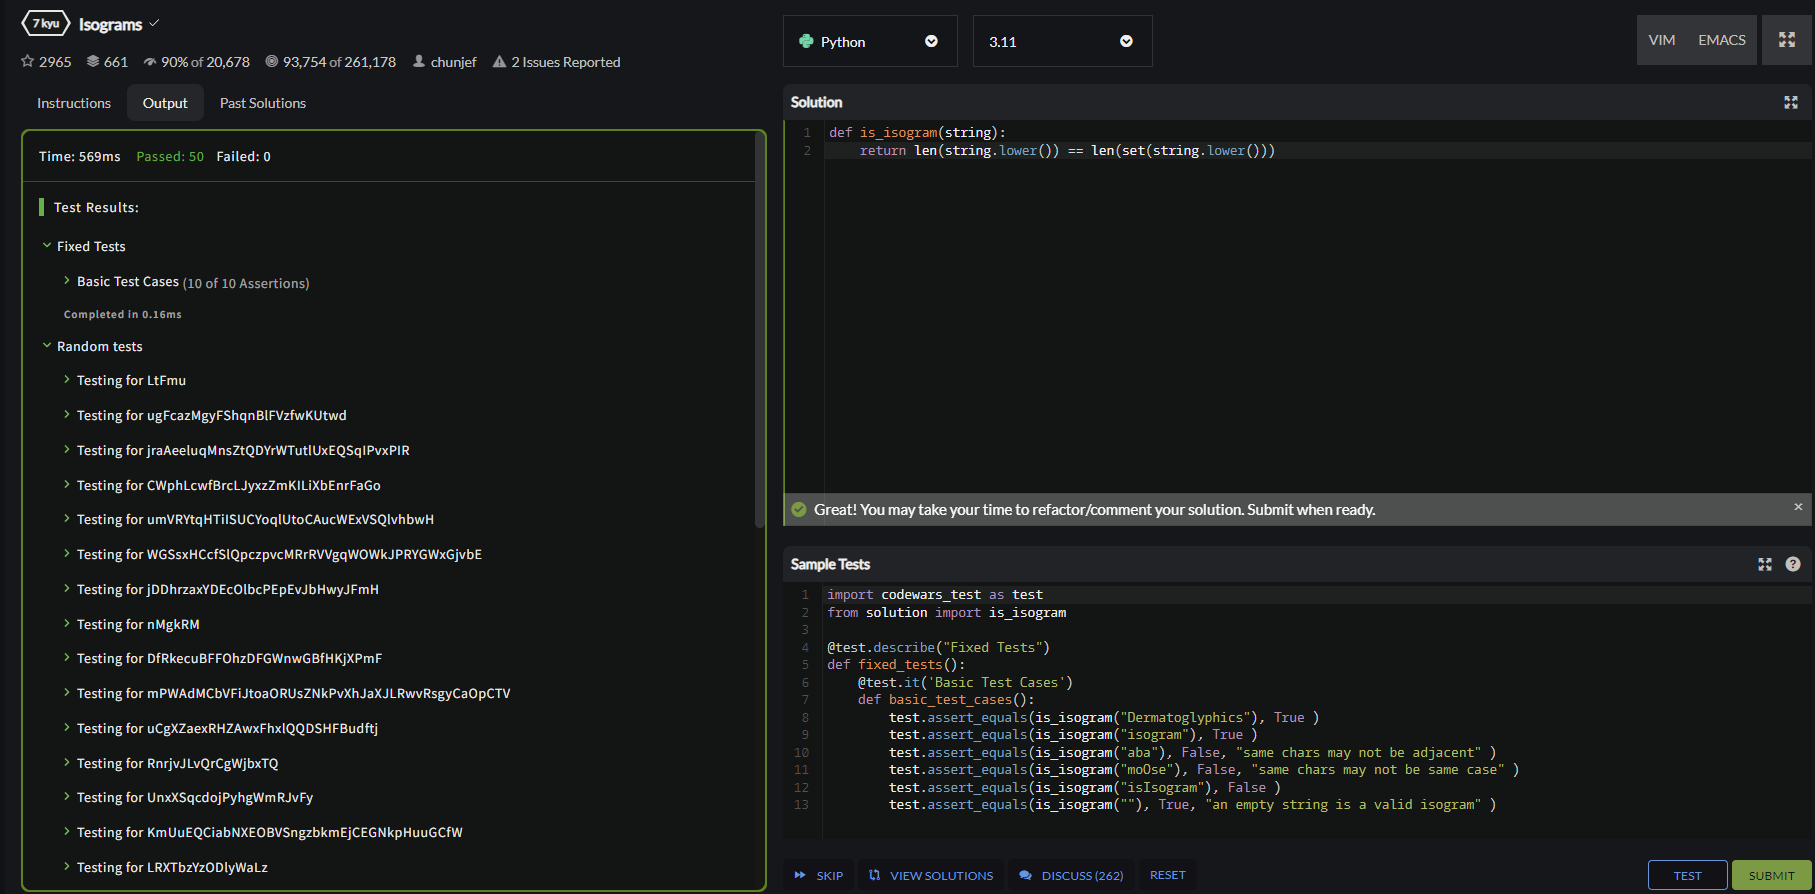 7 kyu Isograms
2965 661 90% of 20,678 93,754 of 261,178 chunjef 2 Issues Reported
Instructions Output Past Solutions
Time: 569ms Passed: 50 Failed: 0
Test Results:
Fixed Tests
Basic Test Cases (10 of 10 Assertions)
Completed in 0.16ms
Random tests
Testing for LtFmu
Testing for ugFcazMgyFShqnBlFVzfwKUtwd
Testing for jraAeeluqMnsZtQDYrWTutlUxEQSqIPvxPIR
Testing for CWphLcwfBrcLJyxzZmKILiXbEnrFaGo
Testing for umVRYtqHTiISUCYoqlUtoCAucWExVSQlvhbwH
Testing for WGSsxHCcfSlQpczpvcMRrRVVgqWOWkJPRYGWxGjvbE
Testing for jDDhrzaxYDEcOlbcPEpEvJbHwyJFmH
Testing for nMgkRM
Testing for DfRkecuBFFOhzDFGWnwGBfHKjXPmF
Testing for mPWAdMCbVFiJtoaORUsZNkPvXhJaXJLRwvRsgyCaOpCTV
Testing for uCgXZaexRHZAwxFhxlQQDSHFBudftj
Testing for RnrjvJLvQrCgWjbxTQ
Testing for UnxXSqcdojPyhgWmRJvFy
Testing for KmUuEQCiabNXEOBVSngzbkmEjCEGNkpHuuGCfW
Testing for LRXTbzYzODlyWaLz
Python 3.11 VIM EMACS
Solution
1 def is_isogram(string):
2 return len(string.lower()) == len(set(string.lower()))
Great! You may take your time to refactor/comment your solution. Submit when ready.
Sample Tests
1 import codewars_test as test
2 from solution import is_isogram
3
4 @test.describe("Fixed Tests")
5 def fixed_tests():
6 @test.it('Basic Test Cases')
7 def basic_test_cases():
8 test.assert_equals(is_isogram("Dermatoglyphics"), True )
9 test.assert_equals(is_isogram("isogram"), True )
10 test.assert_equals(is_isogram("aba"), False, "same chars may not be adjacent" )
11 test.assert_equals(is_isogram("moOse"), False, "same chars may not be same case" )
12 test.assert_equals(is_isogram("isIsogram"), False )
13 test.assert_equals(is_isogram(""), True, "an empty string is a valid isogram" )
SKIP VIEW SOLUTIONS DISCUSS (262) RESET TEST SUBMIT